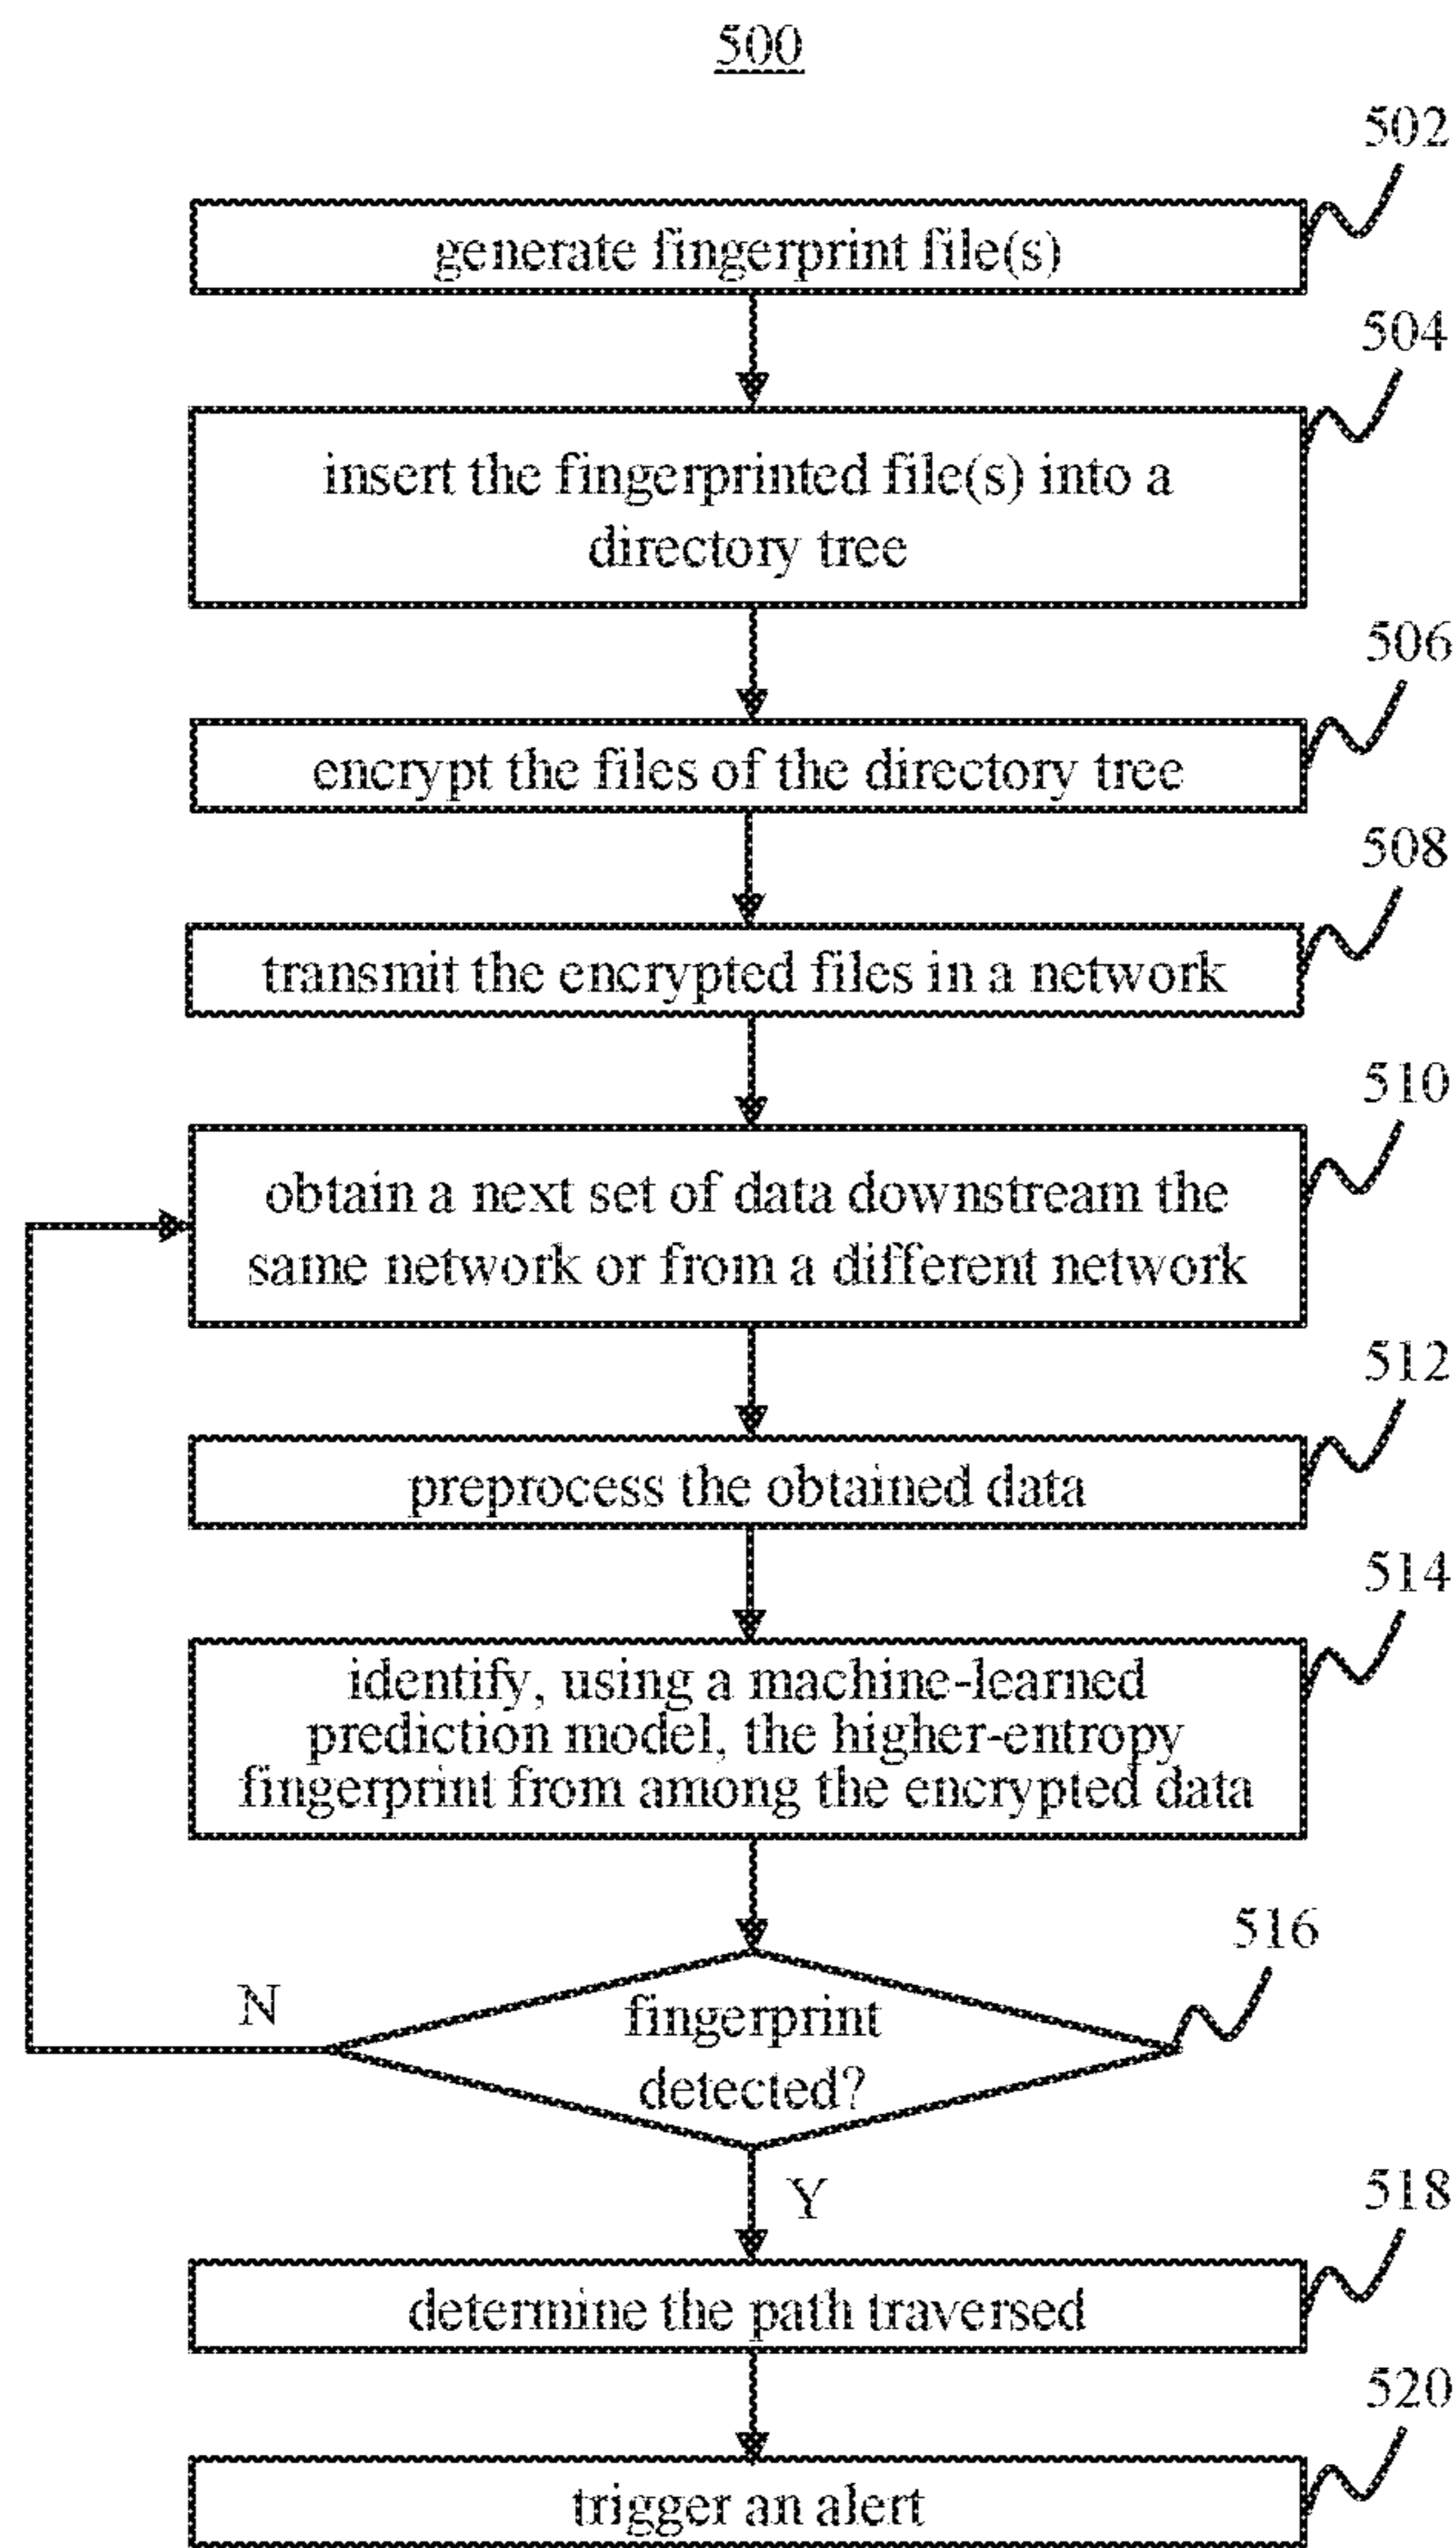 500
502
generate fingerprint file(s)
504
insert the fingerprinted file(s) into a
directory tree
506
encrypt the files of the directory tree
508
transmit the encrypted files in a network
510
obtain a next set of data downstream the
same network or from a different network
512
preprocess the obtained data
514
identify, using a machine-learned
prediction model, the higher-entropy
fingerprint from among the encrypted data
516
N
fingerprint
detected?
Y
518
determine the path traversed
520
trigger an alert